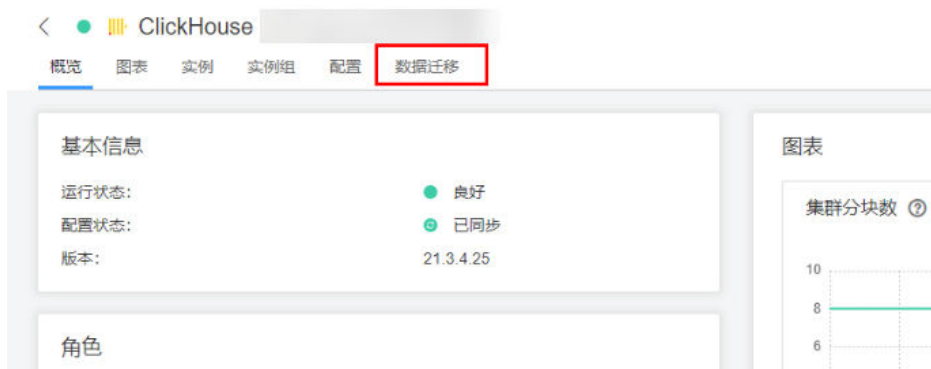 ClickHouse
概览 图表 实例 实例组 配置 数据迁移
基本信息
运行状态: 良好
配置状态: 已同步
版本: 21.3.4.25
角色
图表
集群分块数 ?
10
8
6